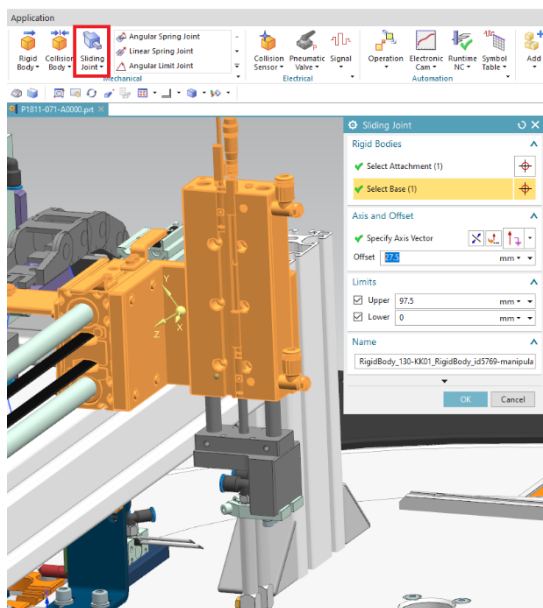 Application
Angular Spring Joint
Linear Spring Joint
Angular Limit Joint
Rigid Body
Collision Body
Sliding Joint
Collision Sensor
Pneumatic Valve
Signal
Operation
Electronic Cam
Runtime NC
Symbol Table
Add
Mechanical
Electrical
Automation
P1811-071-A0000.prt
Sliding Joint
Rigid Bodies
Select Attachment (1)
Select Base (1)
Axis and Offset
Specify Axis Vector
Offset 27.5 mm
Limits
Upper 97.5 mm
Lower 0 mm
Name
RigidBody_130-KK01_RigidBody_id5769-manipula
OK Cancel
Y
X
Z